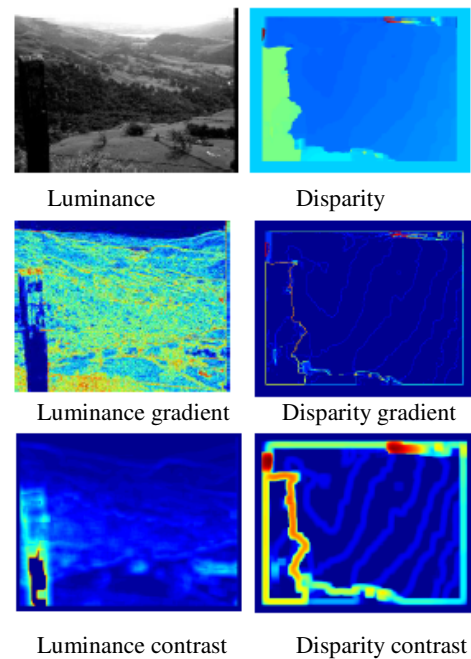 Luminance
Disparity
Luminance gradient
Disparity gradient
Luminance contrast
Disparity contrast